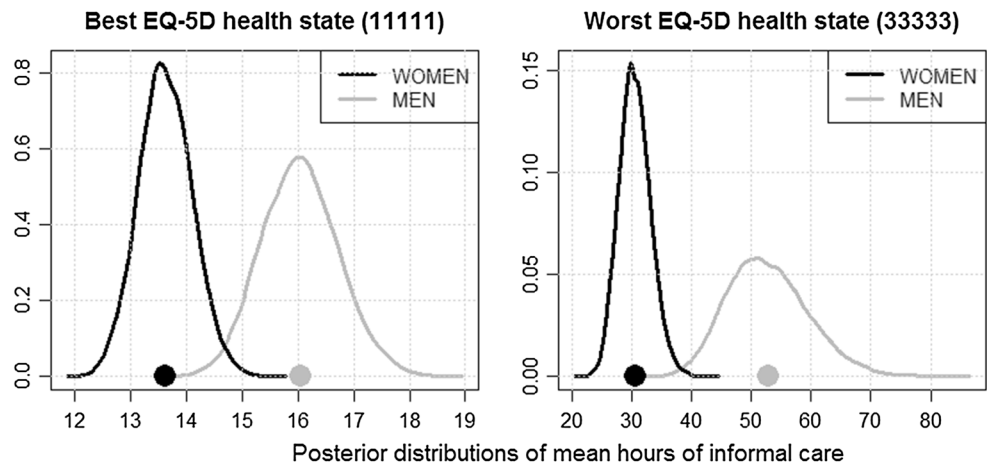 Best EQ-5D health state (11111)
WOMEN
MEN
0.8
0.6
0.4
0.2
0.0
12 13 14 15 16 17 18 19
Worst EQ-5D health state (33333)
WOMEN
MEN
0.15
0.10
0.05
0.00
20 30 40 50 60 70 80
Posterior distributions of mean hours of informal care